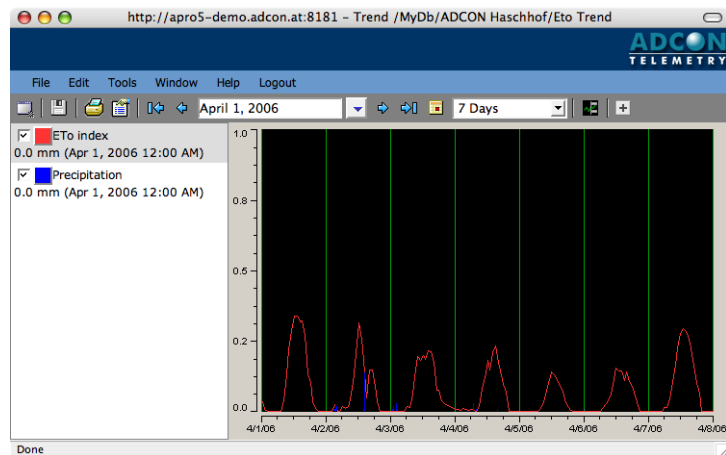 http://apro5-demo.adcon.at:8181 - Trend /MyDb/ADCON Haschhof/Eto Trend
ADCON
TELEMETRY
File Edit Tools Window Help Logout
April 1, 2006 7 Days
ETo index
0.0 mm (Apr 1, 2006 12:00 AM)
Precipitation
0.0 mm (Apr 1, 2006 12:00 AM)
1.0
0.8
0.5
0.2
0.0
4/1/06 4/2/06 4/3/06 4/4/06 4/5/06 4/6/06 4/7/06 4/8/06
Done